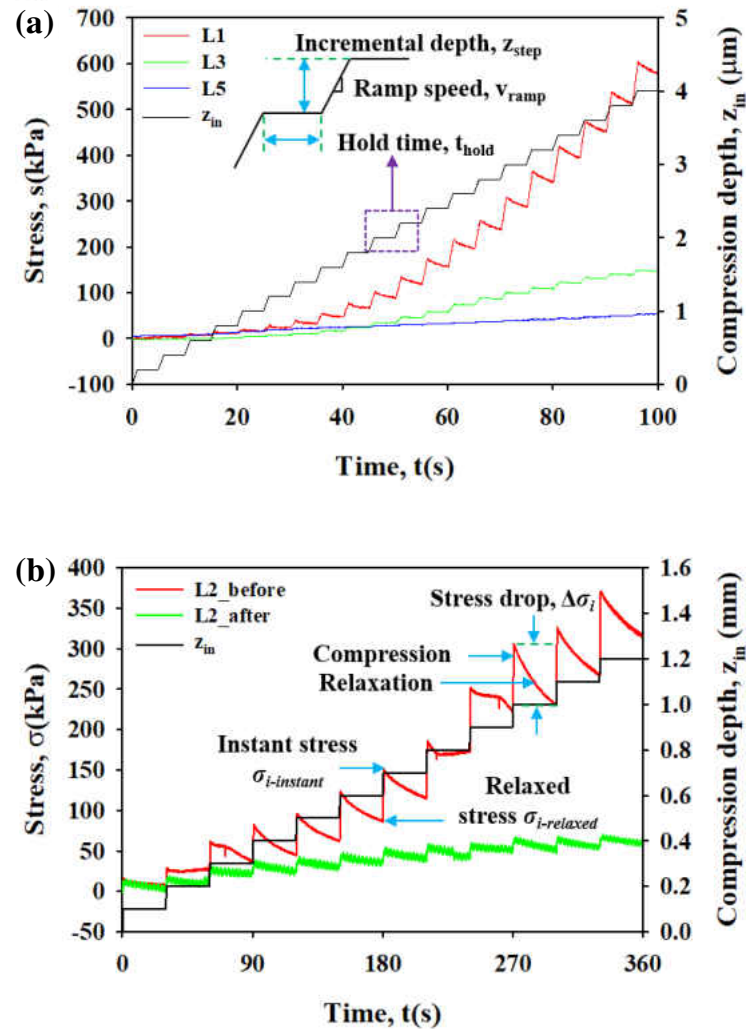 (a)
700
600
500
400
300
200
100
0
-100
Stress, s(kPa)
L1
L3
L5
z_in
Incremental depth, z_step
Ramp speed, v_ramp
Hold time, t_hold
5
4
3
2
1
0
Compression depth, z_in (μm)
0 20 40 60 80 100
Time, t(s)
(b)
400
350
300
250
200
150
100
50
0
-50
Stress, σ(kPa)
L2_before
L2_after
z_in
Stress drop, Δσ_i
Compression
Relaxation
Instant stress
σ_i-instant
Relaxed
stress σ_i-relaxed
1.6
1.4
1.2
1.0
0.8
0.6
0.4
0.2
0.0
Compression depth, z_in (mm)
0 90 180 270 360
Time, t(s)